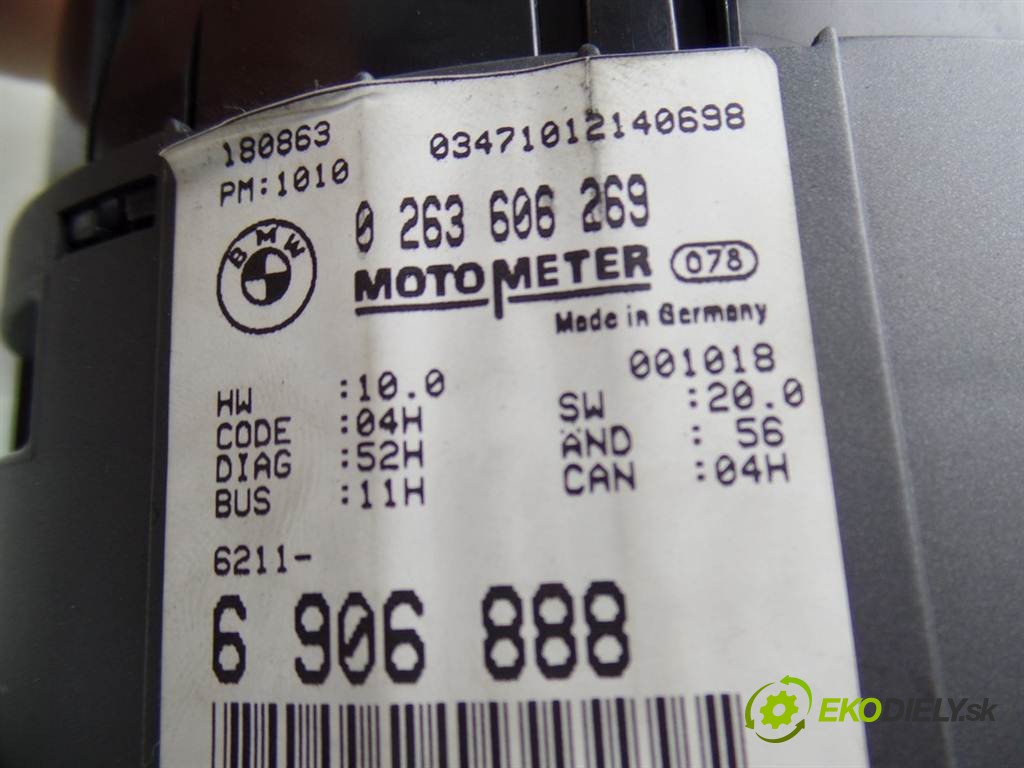 180863 03471012140698
PM:1010
BMW
0 263 606 269
MOTOMETER 078
Made in Germany
001018
HW :10.0 SW :20.0
CODE :04H ÄND : 56
DIAG :52H CAN :04H
BUS :11H
6211-
6 906 888
EKODIELY.sk